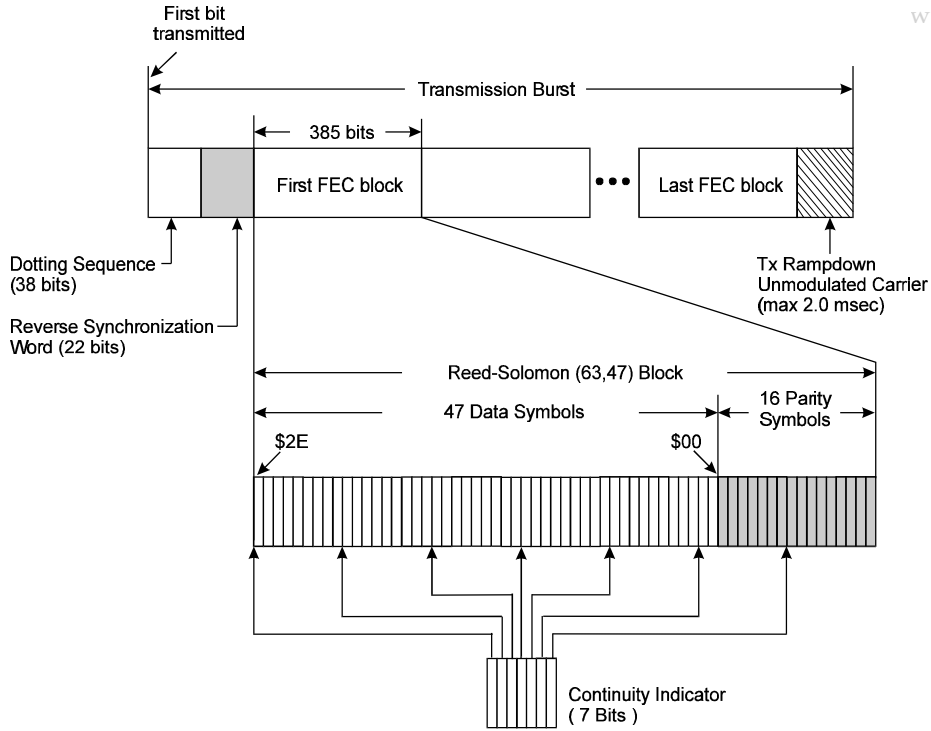 First bit
transmitted
W
Transmission Burst
385 bits
First FEC block
Last FEC block
Dotting Sequence
(38 bits)
Reverse Synchronization
Word (22 bits)
Tx Rampdown
Unmodulated Carrier
(max 2.0 msec)
Reed-Solomon (63,47) Block
47 Data Symbols
16 Parity
Symbols
$2E
$00
Continuity Indicator
( 7 Bits )